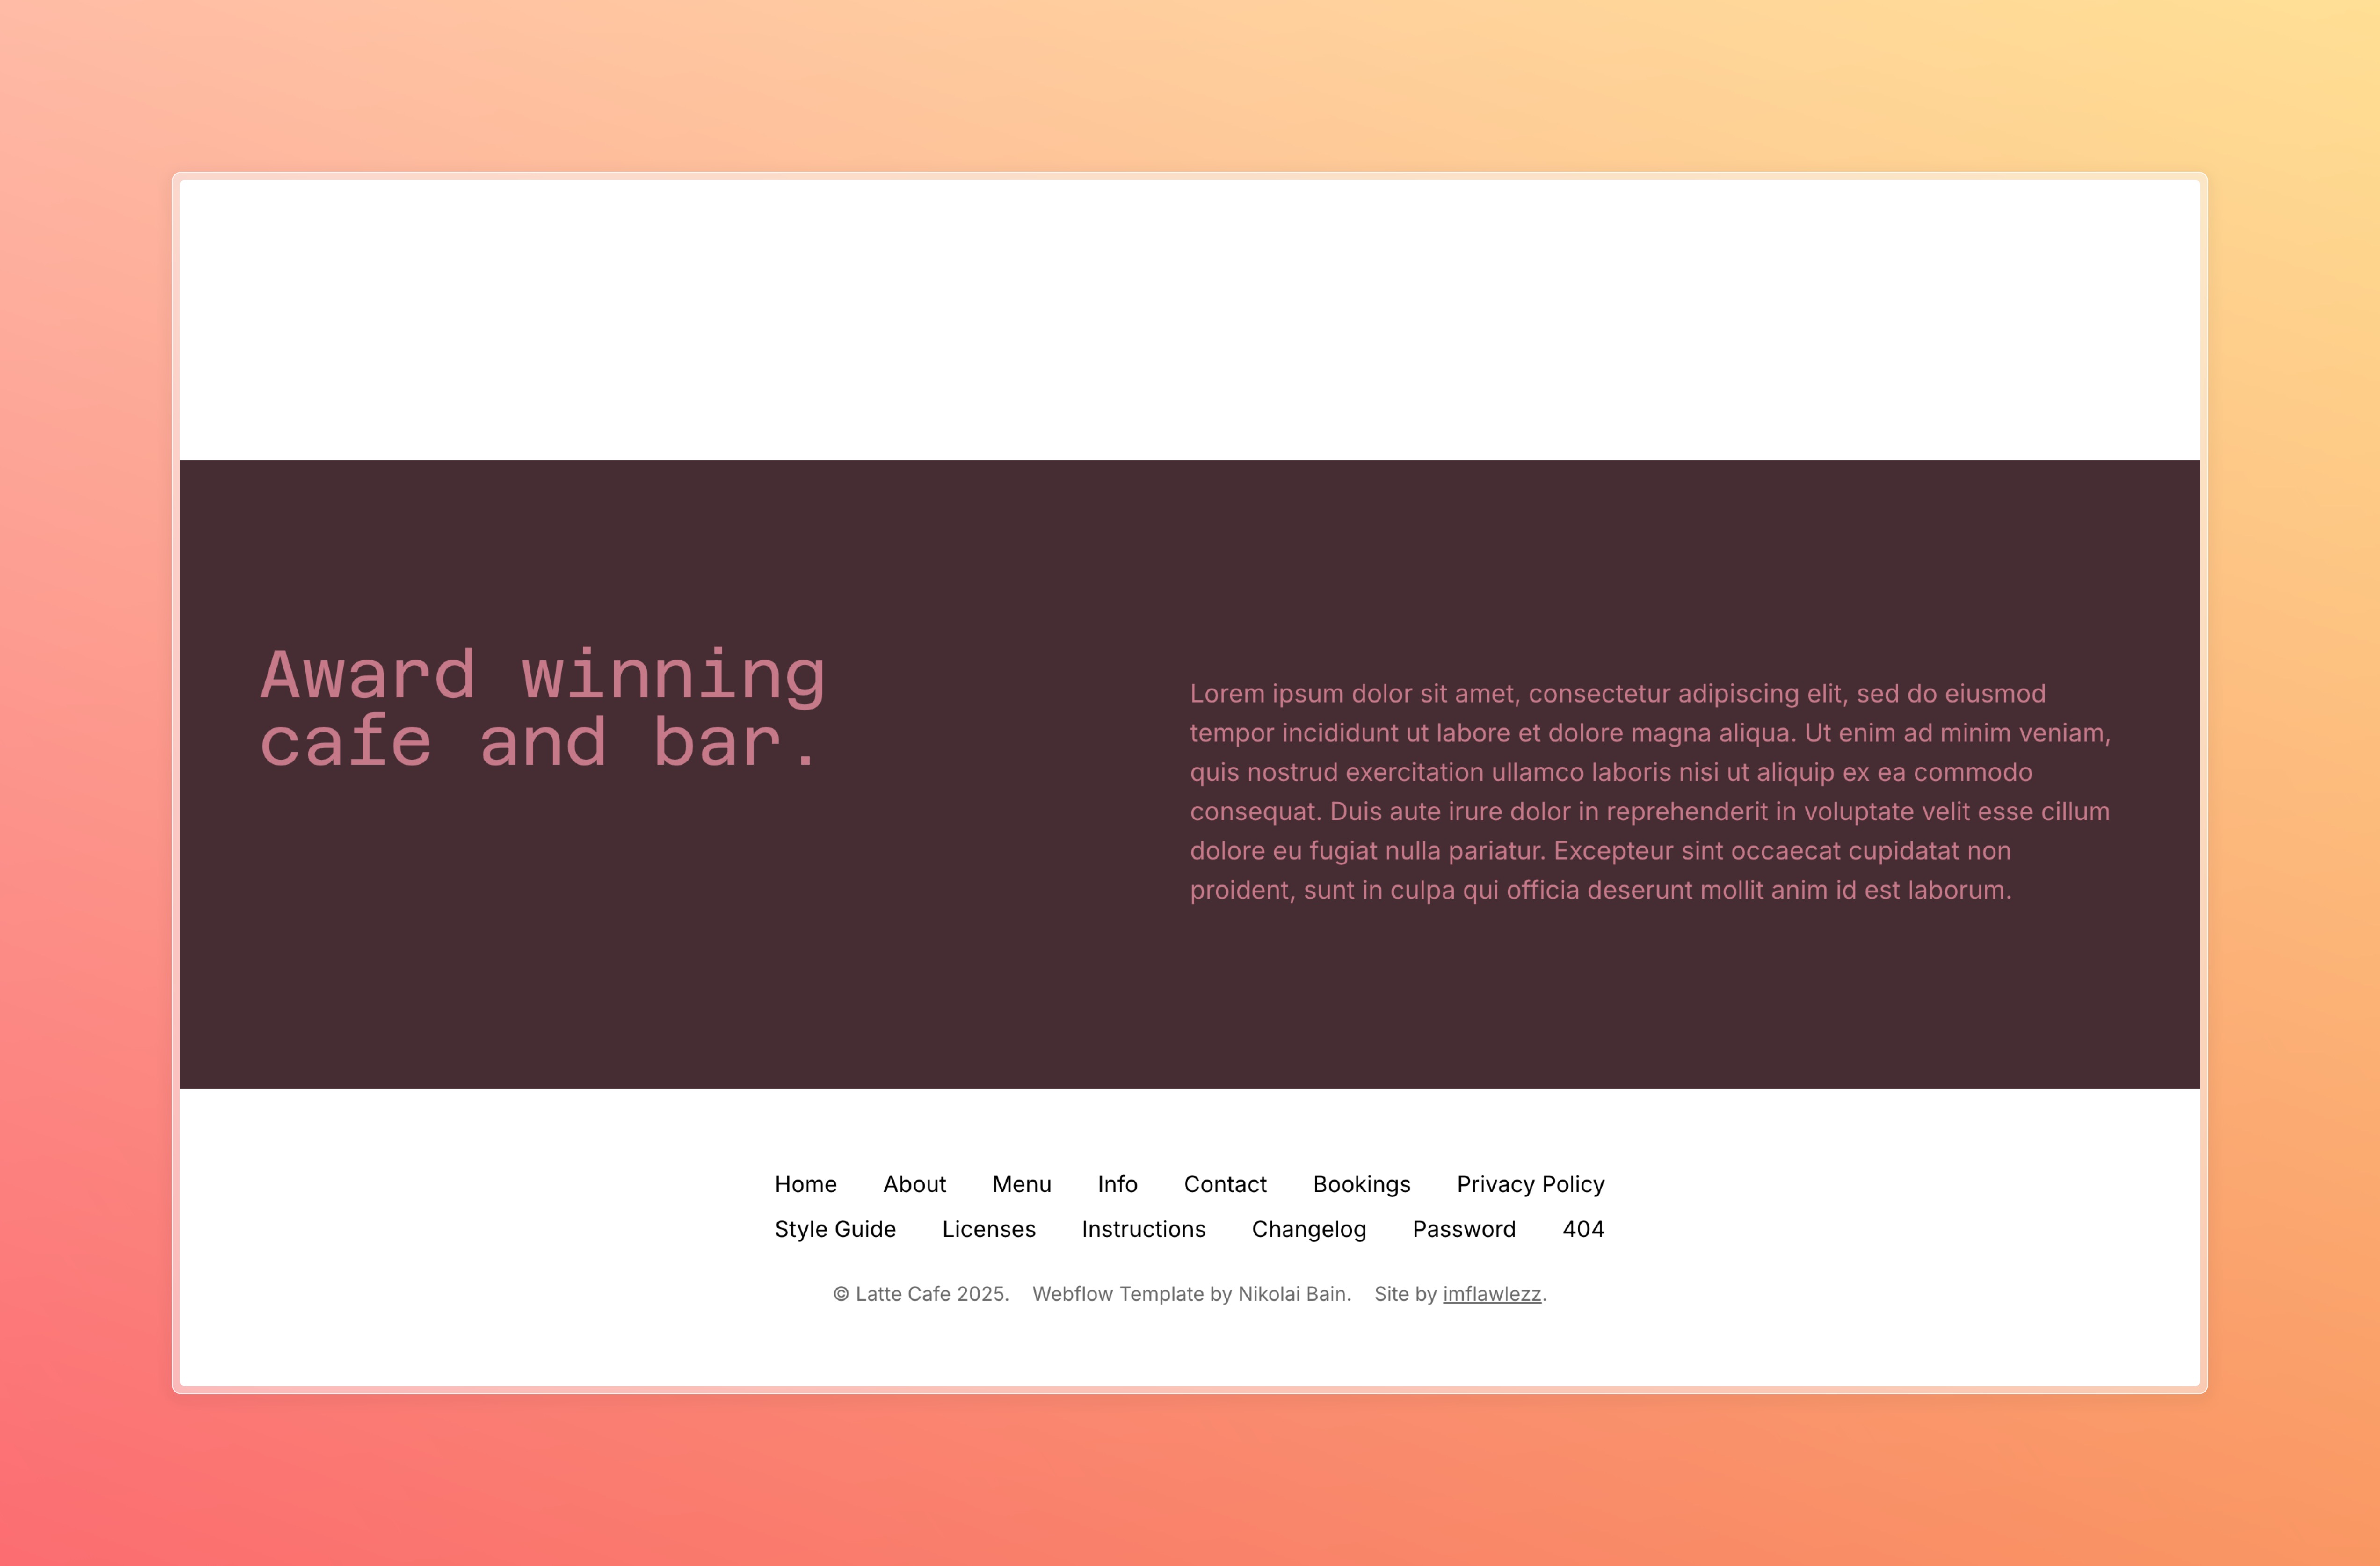 Award winning
cafe and bar.
Lorem ipsum dolor sit amet, consectetur adipiscing elit, sed do eiusmod
tempor incididunt ut labore et dolore magna aliqua. Ut enim ad minim veniam,
quis nostrud exercitation ullamco laboris nisi ut aliquip ex ea commodo
consequat. Duis aute irure dolor in reprehenderit in voluptate velit esse cillum
dolore eu fugiat nulla pariatur. Excepteur sint occaecat cupidatat non
proident, sunt in culpa qui officia deserunt mollit anim id est laborum.
Home About Menu Info Contact Bookings Privacy Policy
Style Guide Licenses Instructions Changelog Password 404
© Latte Cafe 2025. Webflow Template by Nikolai Bain. Site by imflawlezz.